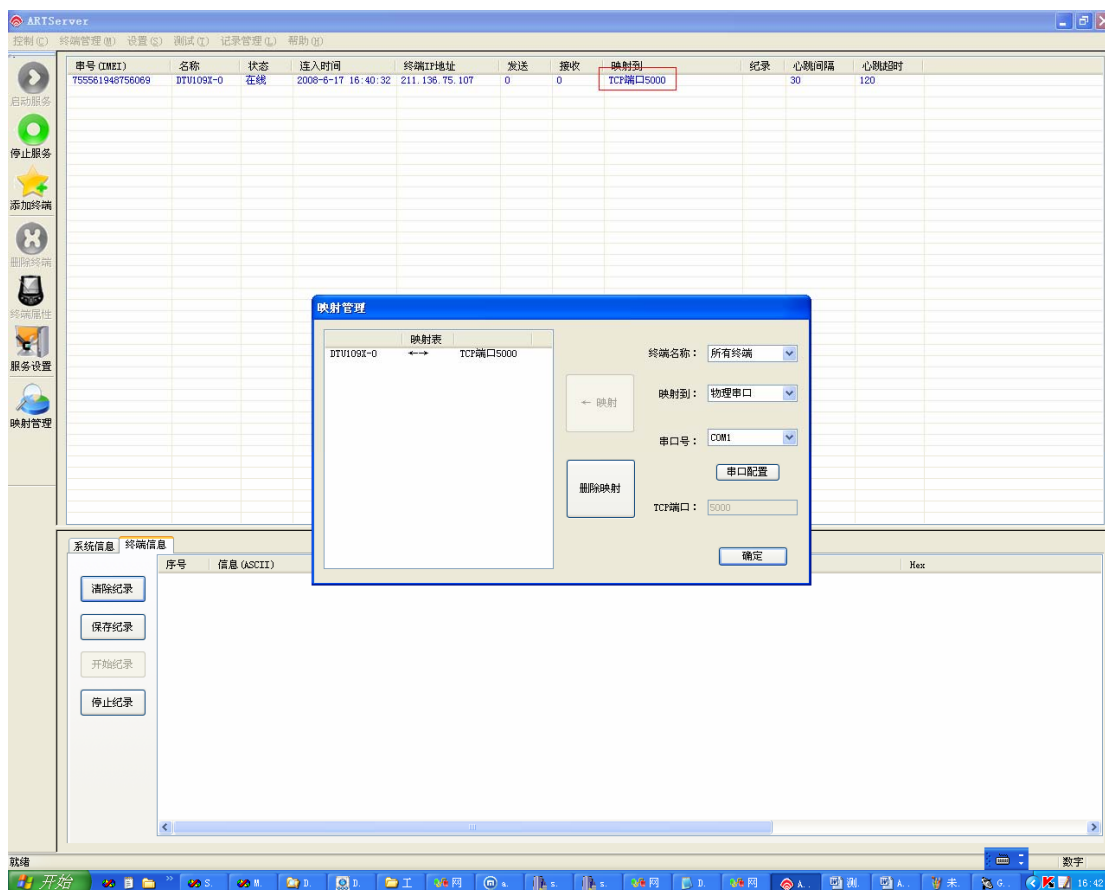 ARTServer
控制(C) 终端管理(M) 设置(S) 测试(T) 记录管理(L) 帮助(H)
串号(IMEI) 名称 状态 连入时间 终端IP地址 发送 接收 映射到 纪录 心跳间隔 心跳超时
755561948756069 DTU109X-0 在线 2008-6-17 16:40:32 211.136.75.107 0 0 TCP端口5000 30 120
启动服务
停止服务
添加终端
删除终端
终端属性
服务设置
映射管理
映射管理
映射表
DTU109X-0 ←→ TCP端口5000
终端名称： 所有终端
← 映射
映射到： 物理串口
串口号： COM1
串口配置
删除映射
TCP端口： 5000
确定
系统信息 终端信息
序号 信息(ASCII) Hex
清除纪录
保存纪录
开始纪录
停止纪录
就绪 数字
开始 S. M. D. D. 工 网 a. s. s. 网 D. 网 A.. 测. A.. 未. G.. 16:42